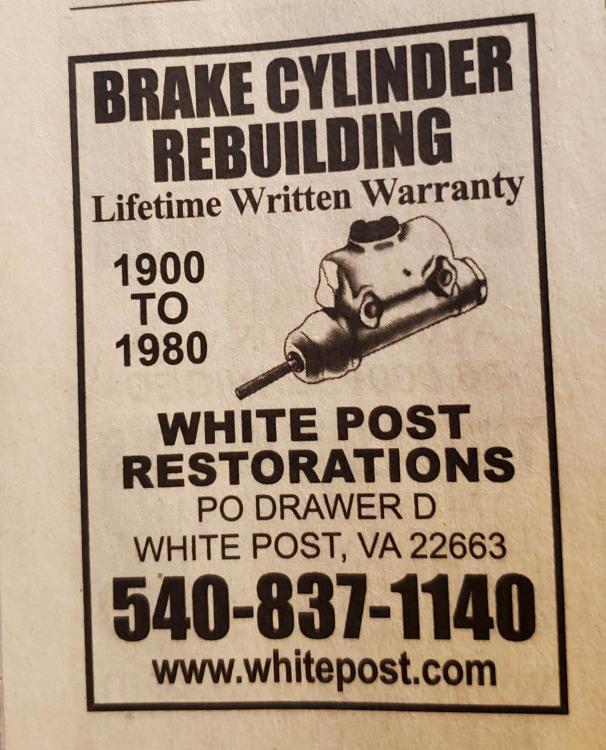 BRAKE CYLINDER
REBUILDING
Lifetime Written Warranty
1900
TO
1980
WHITE POST
RESTORATIONS
PO DRAWER D
WHITE POST, VA 22663
540-837-1140
www.whitepost.com